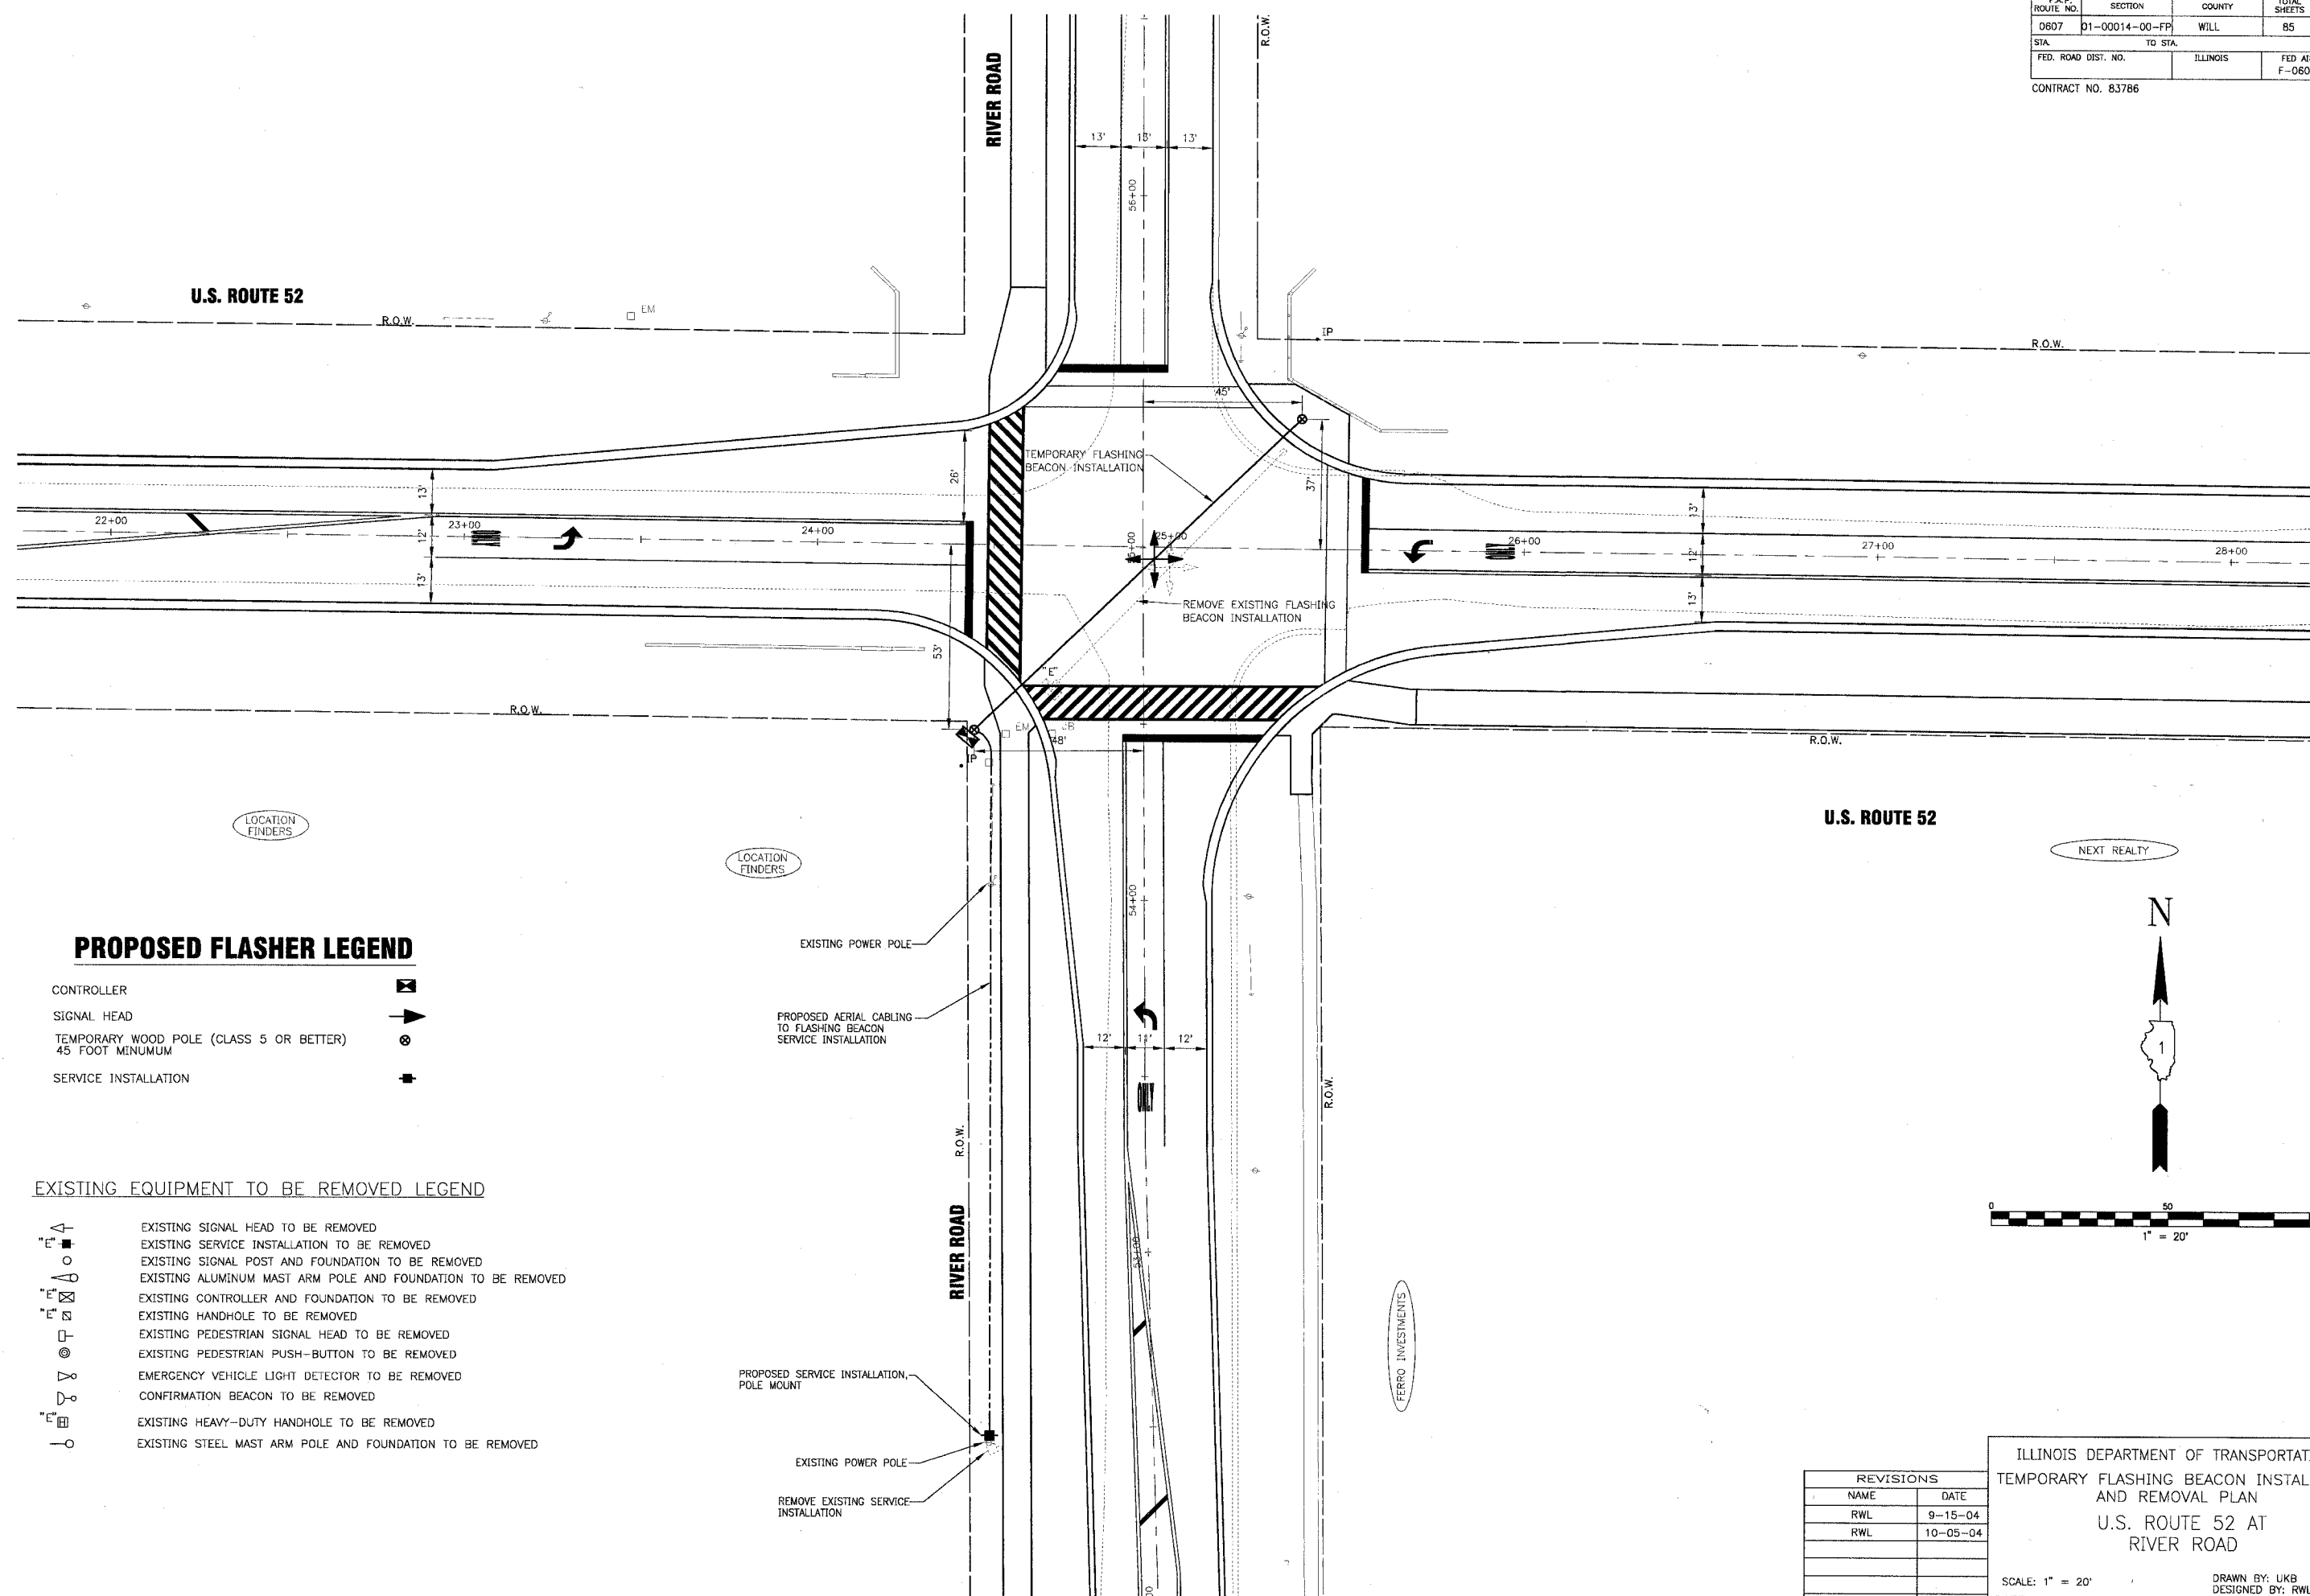 ROUTE NO. SECTION COUNTY TOTAL SHEETS
0607 01-00014-00-FP WILL 85
STA. TO STA.
FED. ROAD DIST. NO. ILLINOIS FED AI
F-060
CONTRACT NO. 83786
RIVER ROAD
R.O.W.
13' 13' 13'
56+00
U.S. ROUTE 52
R.O.W.
EM
IP
R.O.W.
45'
TEMPORARY FLASHING
BEACON INSTALLATION
26'
37'
13'
12'
13'
22+00
23+00
24+00
25+00
26+00
27+00
28+00
13'
12'
13'
REMOVE EXISTING FLASHING
BEACON INSTALLATION
53'
"E"
R.O.W.
EM
48'
IP
R.O.W.
LOCATION
FINDERS
LOCATION
FINDERS
U.S. ROUTE 52
NEXT REALTY
54+00
EXISTING POWER POLE
N
PROPOSED FLASHER LEGEND
CONTROLLER
SIGNAL HEAD
TEMPORARY WOOD POLE (CLASS 5 OR BETTER)
45 FOOT MINUMUM
SERVICE INSTALLATION
PROPOSED AERIAL CABLING
TO FLASHING BEACON
SERVICE INSTALLATION
12' 11' 12'
1
R.O.W.
R.O.W.
EXISTING EQUIPMENT TO BE REMOVED LEGEND
EXISTING SIGNAL HEAD TO BE REMOVED
"E" EXISTING SERVICE INSTALLATION TO BE REMOVED
EXISTING SIGNAL POST AND FOUNDATION TO BE REMOVED
EXISTING ALUMINUM MAST ARM POLE AND FOUNDATION TO BE REMOVED
"E" EXISTING CONTROLLER AND FOUNDATION TO BE REMOVED
"E" EXISTING HANDHOLE TO BE REMOVED
EXISTING PEDESTRIAN SIGNAL HEAD TO BE REMOVED
EXISTING PEDESTRIAN PUSH-BUTTON TO BE REMOVED
EMERGENCY VEHICLE LIGHT DETECTOR TO BE REMOVED
CONFIRMATION BEACON TO BE REMOVED
"E" H EXISTING HEAVY-DUTY HANDHOLE TO BE REMOVED
EXISTING STEEL MAST ARM POLE AND FOUNDATION TO BE REMOVED
RIVER ROAD
53+00
0 50
1" = 20'
FERRO INVESTMENTS
PROPOSED SERVICE INSTALLATION,
POLE MOUNT
EXISTING POWER POLE
REMOVE EXISTING SERVICE
INSTALLATION
REVISIONS
NAME DATE
RWL 9-15-04
RWL 10-05-04
ILLINOIS DEPARTMENT OF TRANSPORTAT
TEMPORARY FLASHING BEACON INSTAL
AND REMOVAL PLAN
U.S. ROUTE 52 AT
RIVER ROAD
SCALE: 1" = 20'
DRAWN BY: UKB
DESIGNED BY: RWL